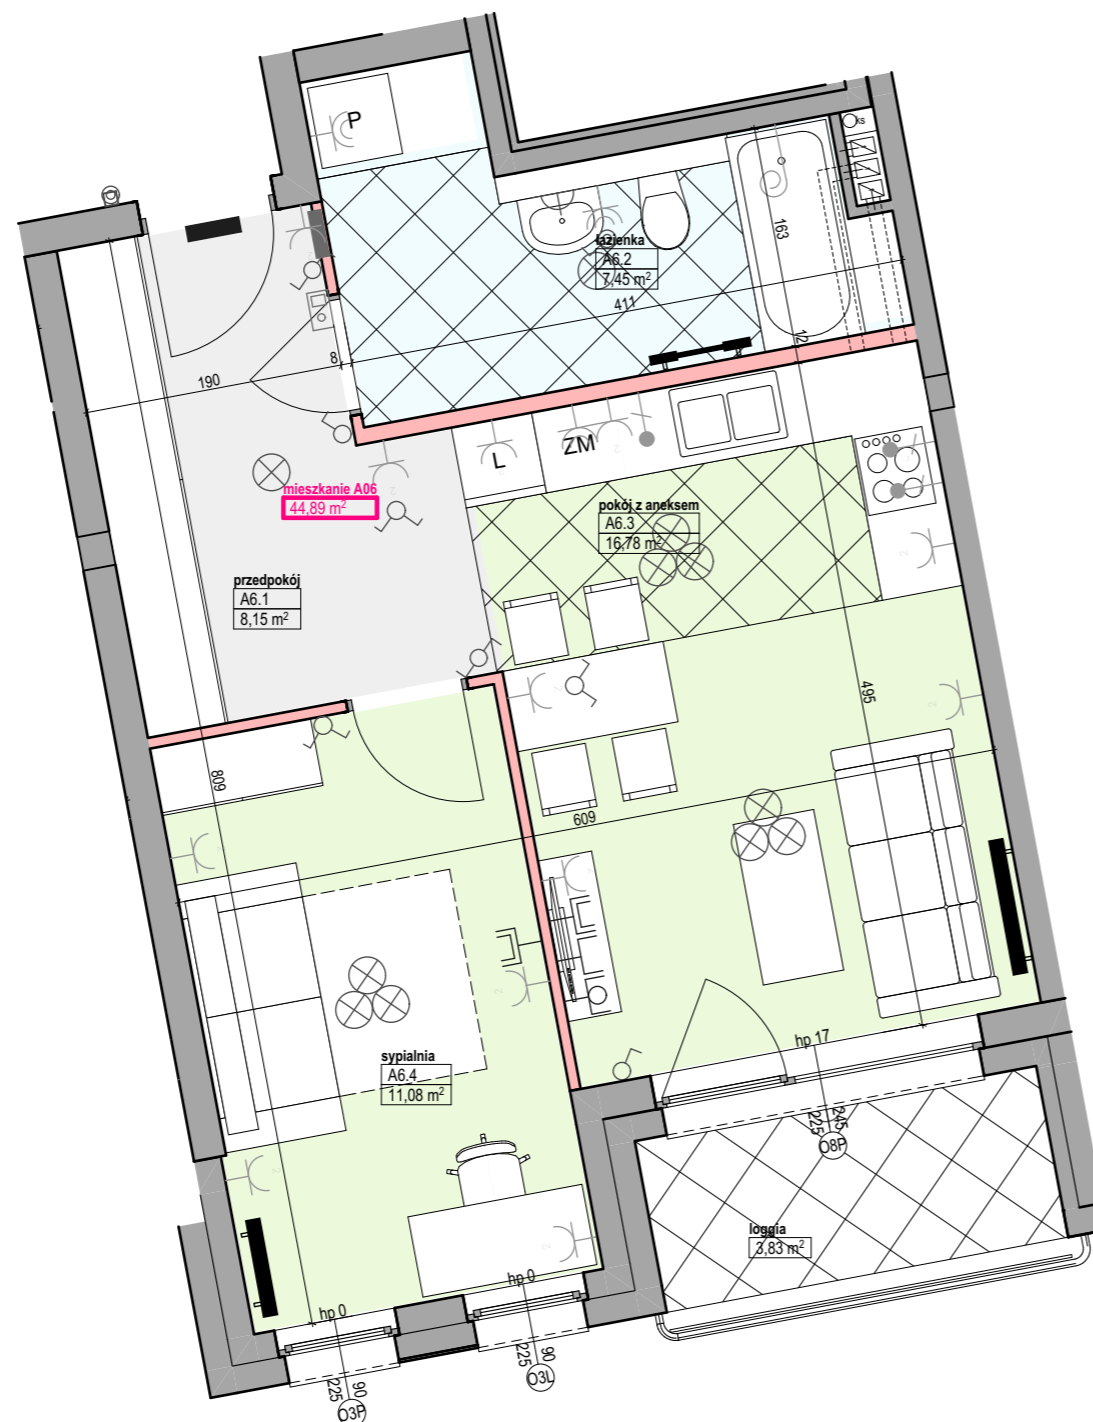 P
ks
163
łazienka
A6.2
7,45 m²
411
12
8
190
L
ZM
mieszkanie A06
44,89 m²
pokój z aneksem
A6.3
16,78 m²
przedpokój
A6.1
8,15 m²
495
809
609
sypialnia
A6.4
11,08 m²
hp 17
225
245
O8P
loggia
3,83 m²
hp 0
hp 0
225
90
O3L
225
90
O3P